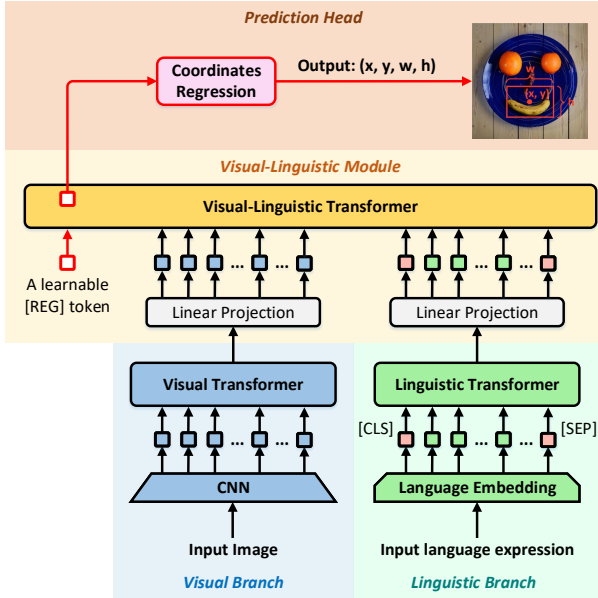 Prediction Head
Coordinates
Regression
Output: (x, y, w, h)
w
(x, y)
h
Visual-Linguistic Module
Visual-Linguistic Transformer
A learnable
[REG] token
... ...
... ...
Linear Projection
Linear Projection
Visual Transformer
Linguistic Transformer
[CLS]
[SEP]
... ...
... ...
CNN
Language Embedding
Input Image
Input language expression
Visual Branch
Linguistic Branch